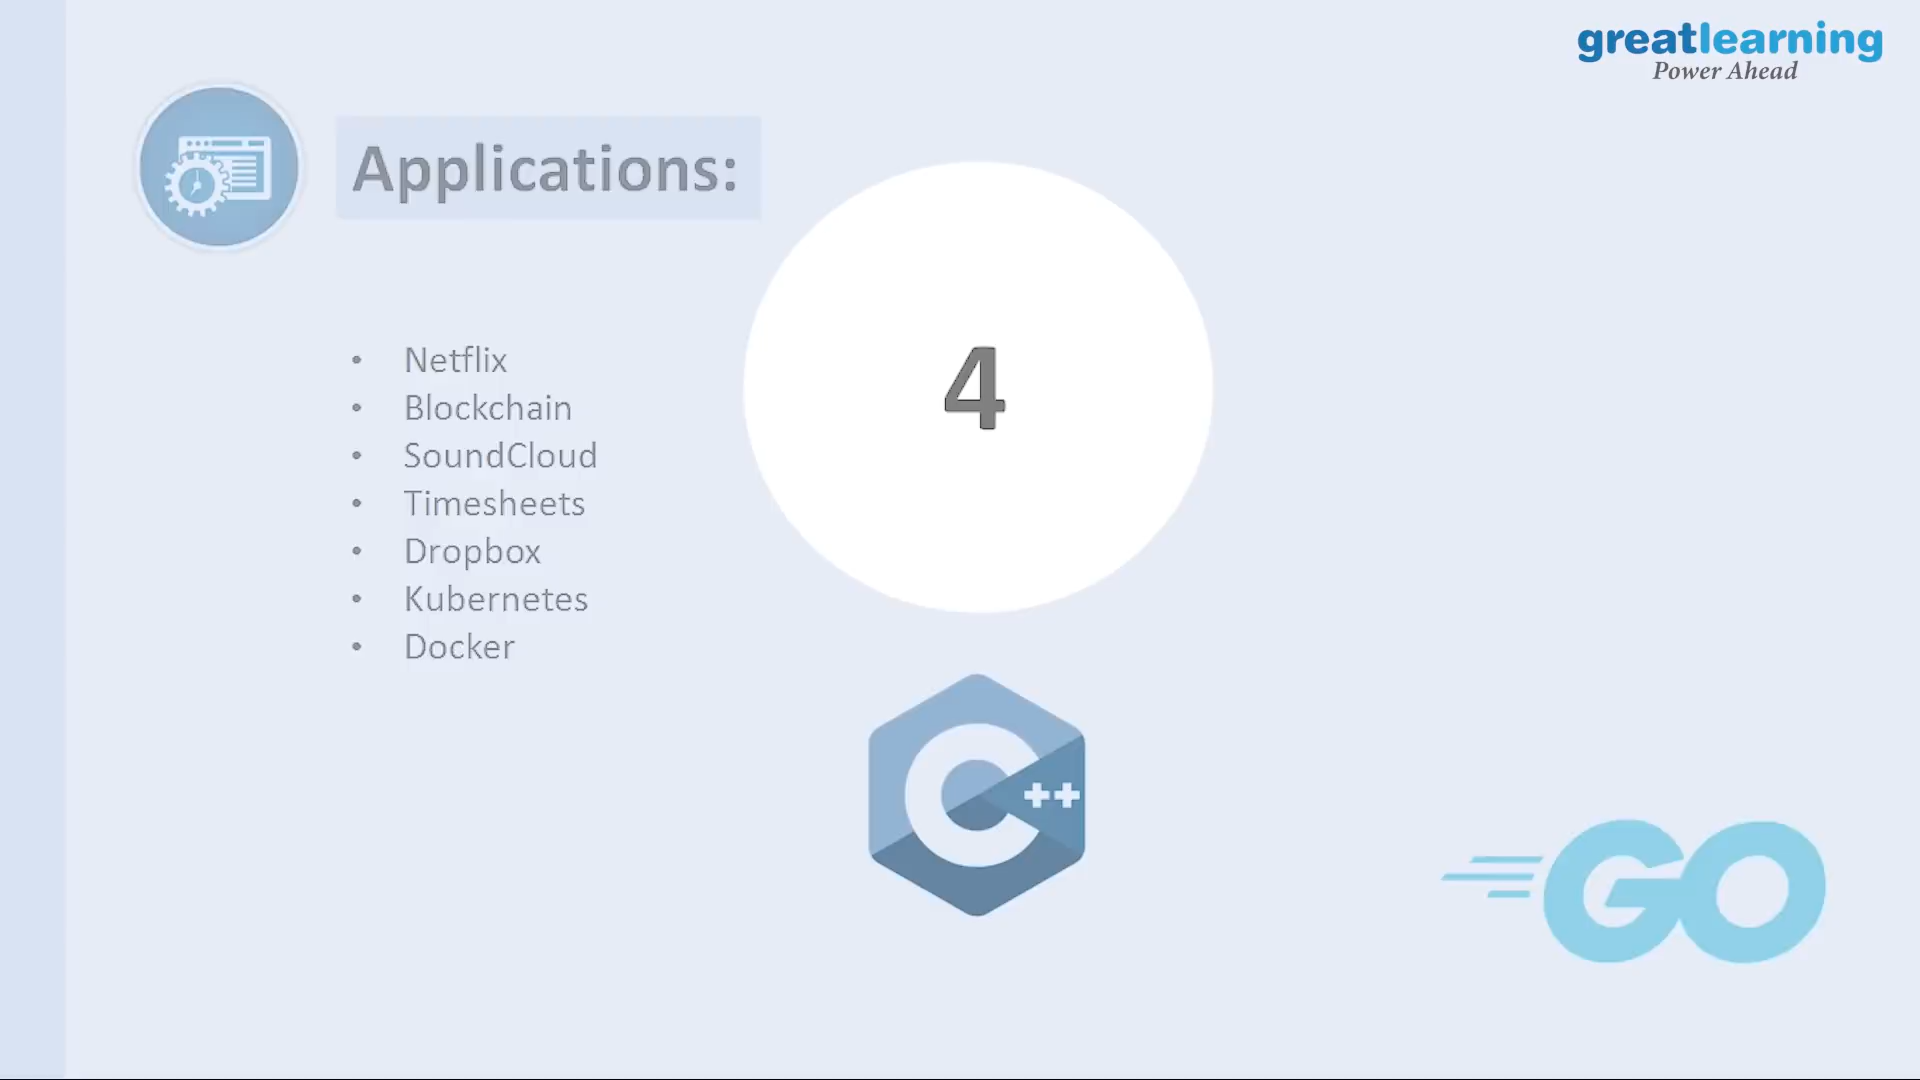 greatlearning
Power Ahead
Applications:
4
• Netflix
• Blockchain
• SoundCloud
• Timesheets
• Dropbox
• Kubernetes
• Docker
C++
GO